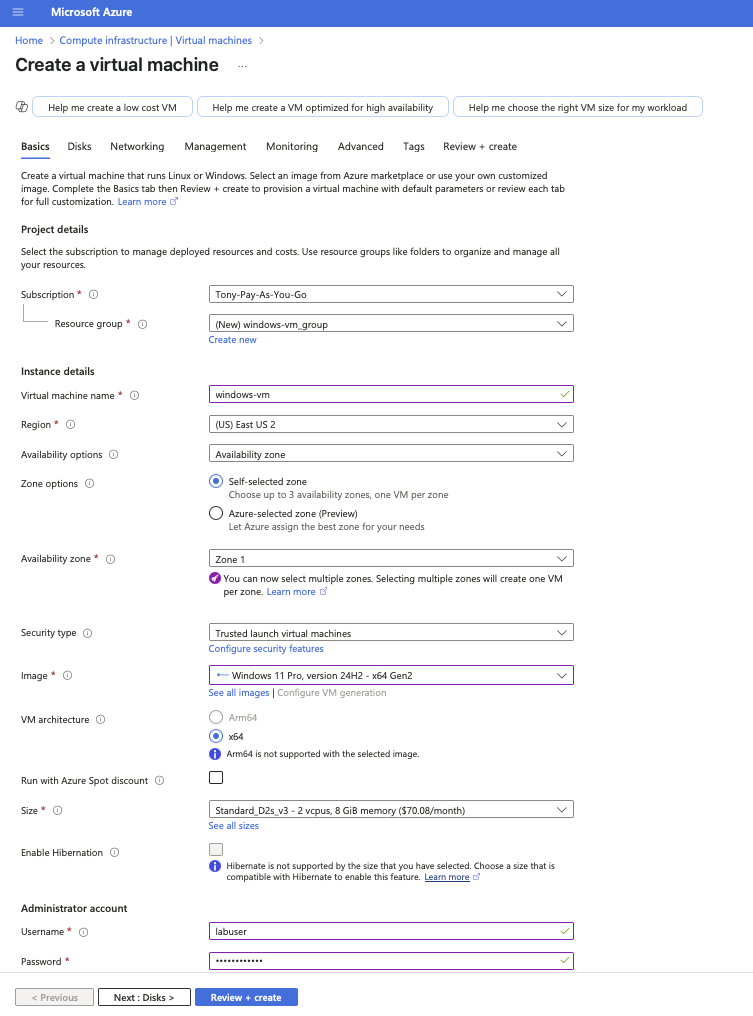 Microsoft Azure
Home > Compute infrastructure | Virtual machines >
Create a virtual machine ...
Help me create a low cost VM
Help me create a VM optimized for high availability
Help me choose the right VM size for my workload
Basics
Disks
Networking
Management
Monitoring
Advanced
Tags
Review + create
Create a virtual machine that runs Linux or Windows. Select an image from Azure marketplace or use your own customized
image. Complete the Basics tab then Review + create to provision a virtual machine with default parameters or review each tab
for full customization. Learn more
Project details
Select the subscription to manage deployed resources and costs. Use resource groups like folders to organize and manage all
your resources.
Subscription *
Tony-Pay-As-You-Go
Resource group *
(New) windows-vm_group
Create new
Instance details
Virtual machine name *
windows-vm
Region *
(US) East US 2
Availability options
Availability zone
Zone options
Self-selected zone
Choose up to 3 availability zones, one VM per zone
Azure-selected zone (Preview)
Let Azure assign the best zone for your needs
Availability zone *
Zone 1
You can now select multiple zones. Selecting multiple zones will create one VM
per zone. Learn more
Security type
Trusted launch virtual machines
Configure security features
Image *
Windows 11 Pro, version 24H2 - x64 Gen2
See all images | Configure VM generation
VM architecture
Arm64
x64
Arm64 is not supported with the selected image.
Run with Azure Spot discount
Size *
Standard_D2s_v3 - 2 vcpus, 8 GiB memory ($70.08/month)
See all sizes
Enable Hibernation
Hibernate is not supported by the size that you have selected. Choose a size that is
compatible with Hibernate to enable this feature. Learn more
Administrator account
Username *
labuser
Password *
••••••••••••
< Previous
Next : Disks >
Review + create